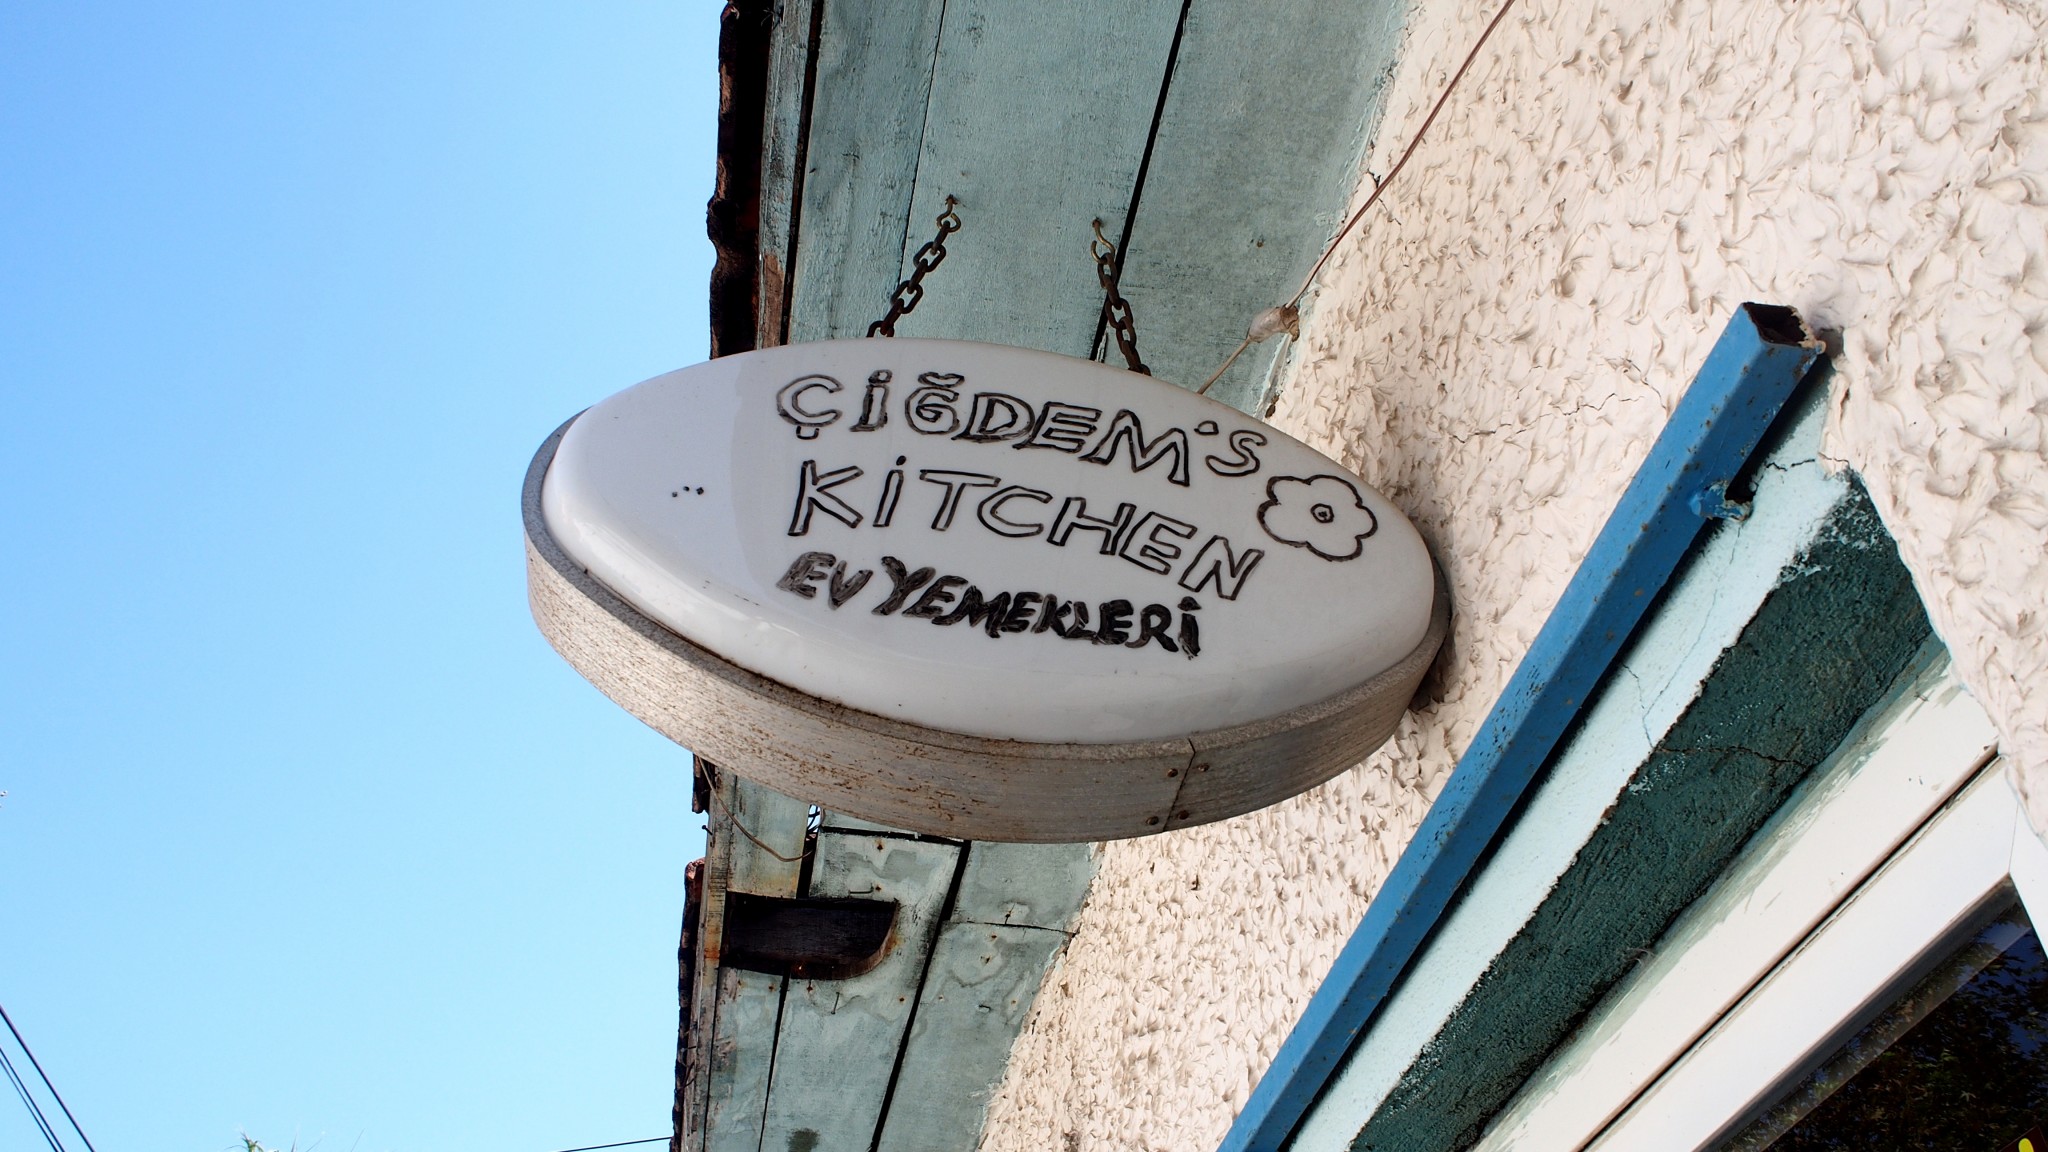 ÇİĞDEM'S
KİTCHEN
EV YEMEKLERİ